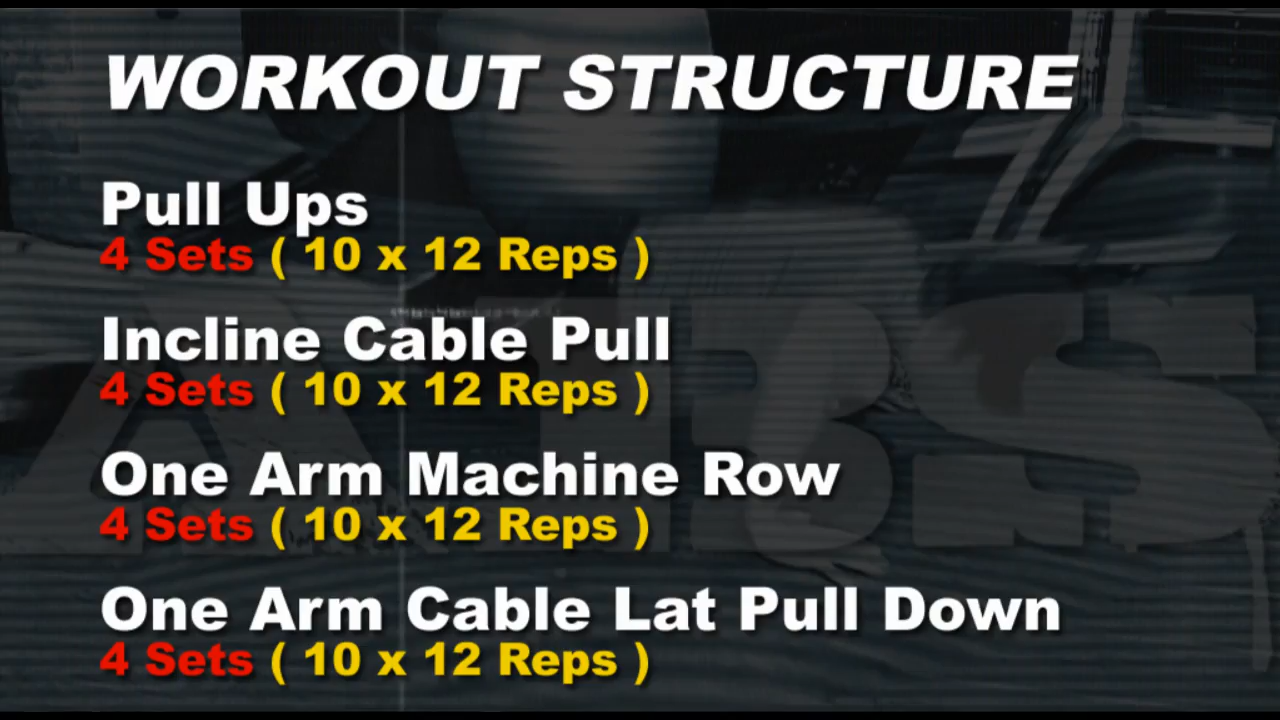 WORKOUT STRUCTURE
Pull Ups
4 Sets ( 10 x 12 Reps )
Incline Cable Pull
4 Sets ( 10 x 12 Reps )
One Arm Machine Row
4 Sets ( 10 x 12 Reps )
One Arm Cable Lat Pull Down
4 Sets ( 10 x 12 Reps )
ABS